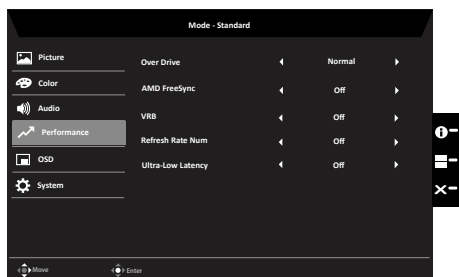 Mode - Standard
Picture
Color
Audio
Performance
OSD
System
Over Drive Normal
AMD FreeSync Off
VRB Off
Refresh Rate Num Off
Ultra-Low Latency Off
Move Enter